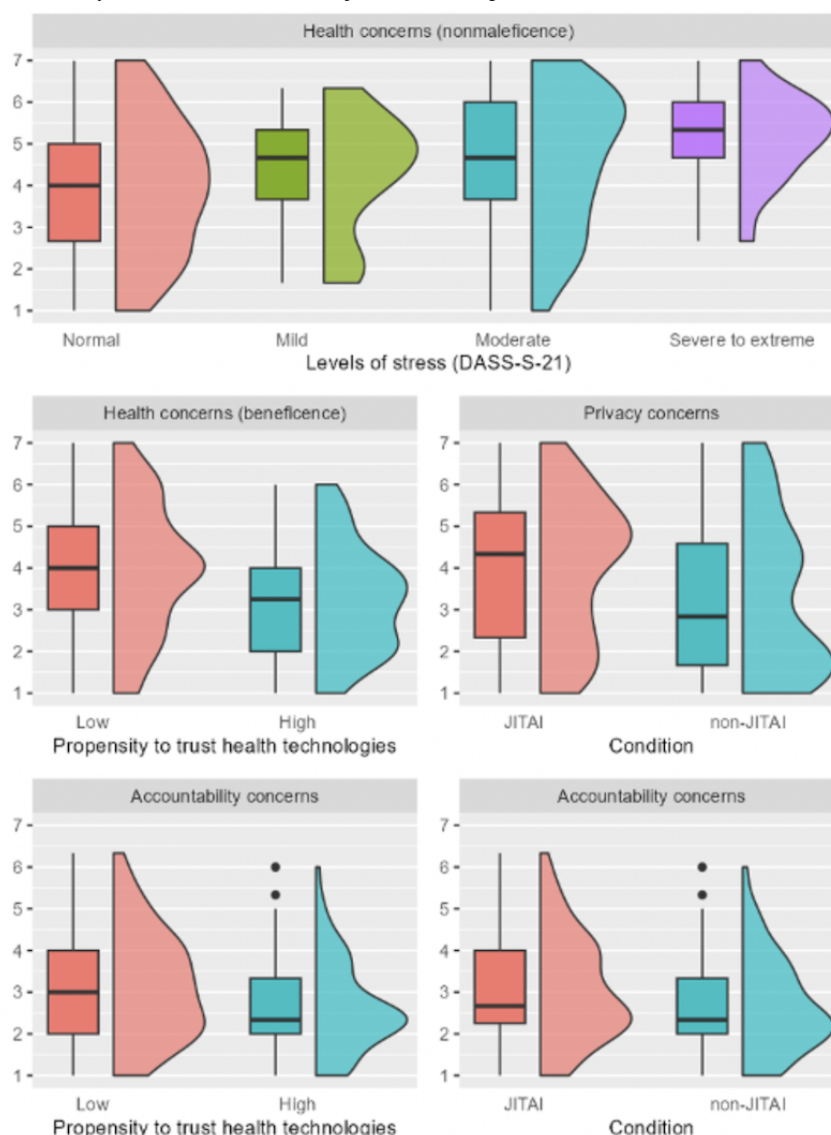 Health concerns (nonmaleficence)
7
6
5
4
3
2
1
Normal Mild Moderate Severe to extreme
Levels of stress (DASS-S-21)
Health concerns (beneficence)
7
6
5
4
3
2
1
Low High
Propensity to trust health technologies
Privacy concerns
7
6
5
4
3
2
1
JITAI non-JITAI
Condition
Accountability concerns
7
6
5
4
3
2
1
Low High
Propensity to trust health technologies
Accountability concerns
7
6
5
4
3
2
1
JITAI non-JITAI
Condition